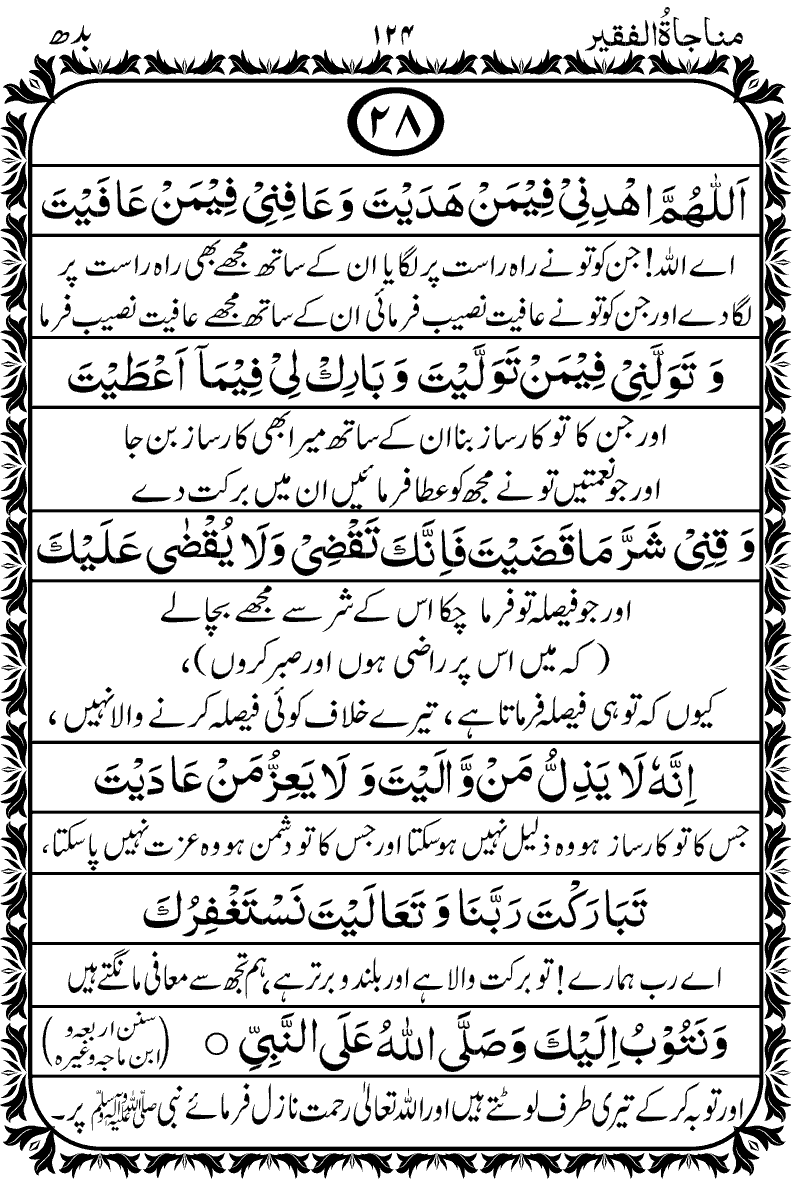 مناجاۃُ الفقیر
۱۲۴
بدھ
۲۸
اَللّٰهُمَّ اهْدِنِیْ فِیْمَنْ هَدَیْتَ وَعَافِنِیْ فِیْمَنْ عَافَیْتَ
اے اللہ! جن کو تو نے راہ راست پر لگایا ان کے ساتھ مجھے بھی راہ راست پر
لگا دے اور جن کو تو نے عافیت نصیب فرمائی ان کے ساتھ مجھے عافیت نصیب فرما
وَ تَوَلَّنِیْ فِیْمَنْ تَوَلَّیْتَ وَبَارِكْ لِیْ فِیْمَآ اَعْطَیْتَ
اور جن کا تو کارساز بنا ان کے ساتھ میرا بھی کارساز بن جا
اور جو نعمتیں تو نے مجھ کو عطا فرمائیں ان میں برکت دے
وَ قِنِیْ شَرَّ مَا قَضَیْتَ فَاِنَّكَ تَقْضِیْ وَلَا یُقْضٰی عَلَیْكَ
اور جو فیصلہ تو فرما چکا اس کے شر سے مجھے بچالے
(کہ میں اس پر راضی ہوں اور صبر کروں)،
کیوں کہ تو ہی فیصلہ فرماتا ہے، تیرے خلاف کوئی فیصلہ کرنے والا نہیں،
اِنَّهٗ لَا یَذِلُّ مَنْ وَّالَیْتَ وَ لَا یَعِزُّ مَنْ عَادَیْتَ
جس کا تو کارساز ہو وہ ذلیل نہیں ہوسکتا اور جس کا تو دشمن ہو وہ عزت نہیں پاسکتا،
تَبَارَكْتَ رَبَّنَا وَ تَعَالَیْتَ نَسْتَغْفِرُكَ
اے رب ہمارے! تو برکت والا ہے اور بلند و برتر ہے، ہم تجھ سے معافی مانگتے ہیں
وَنَتُوْبُ اِلَیْكَ وَصَلَّی اللهُ عَلَی النَّبِیِّ ○ (سنن اربعہ و
ابن ماجہ وغیرہ)
اور توبہ کر کے تیری طرف لوٹتے ہیں اور اللہ تعالیٰ رحمت نازل فرمائے نبی ﷺ پر۔